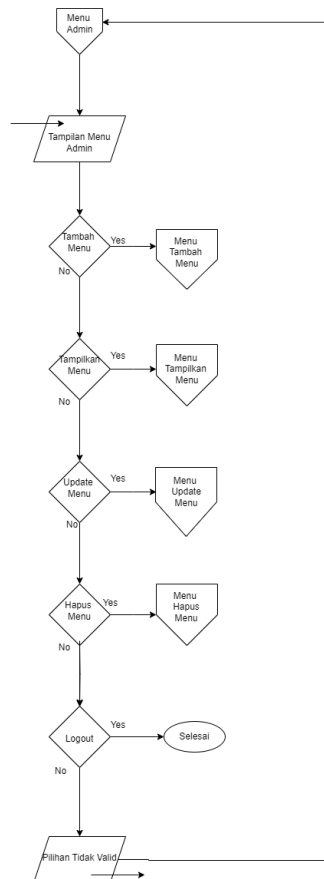 Menu
Admin
Tampilan Menu
Admin
Tambah
Menu
Yes
Menu
Tambah
Menu
No
Tampilkan
Menu
Yes
Menu
Tampilkan
Menu
No
Update
Menu
Yes
Menu
Update
Menu
No
Hapus
Menu
Yes
Menu
Hapus
Menu
No
Logout
Yes
Selesai
No
Pilihan Tidak Valid